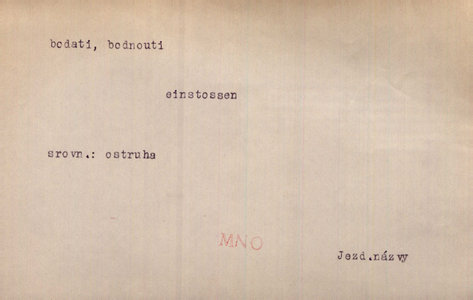 bodati, bodnouti
einstossen
srovn.: ostruha
MNO
Jezd.názvy